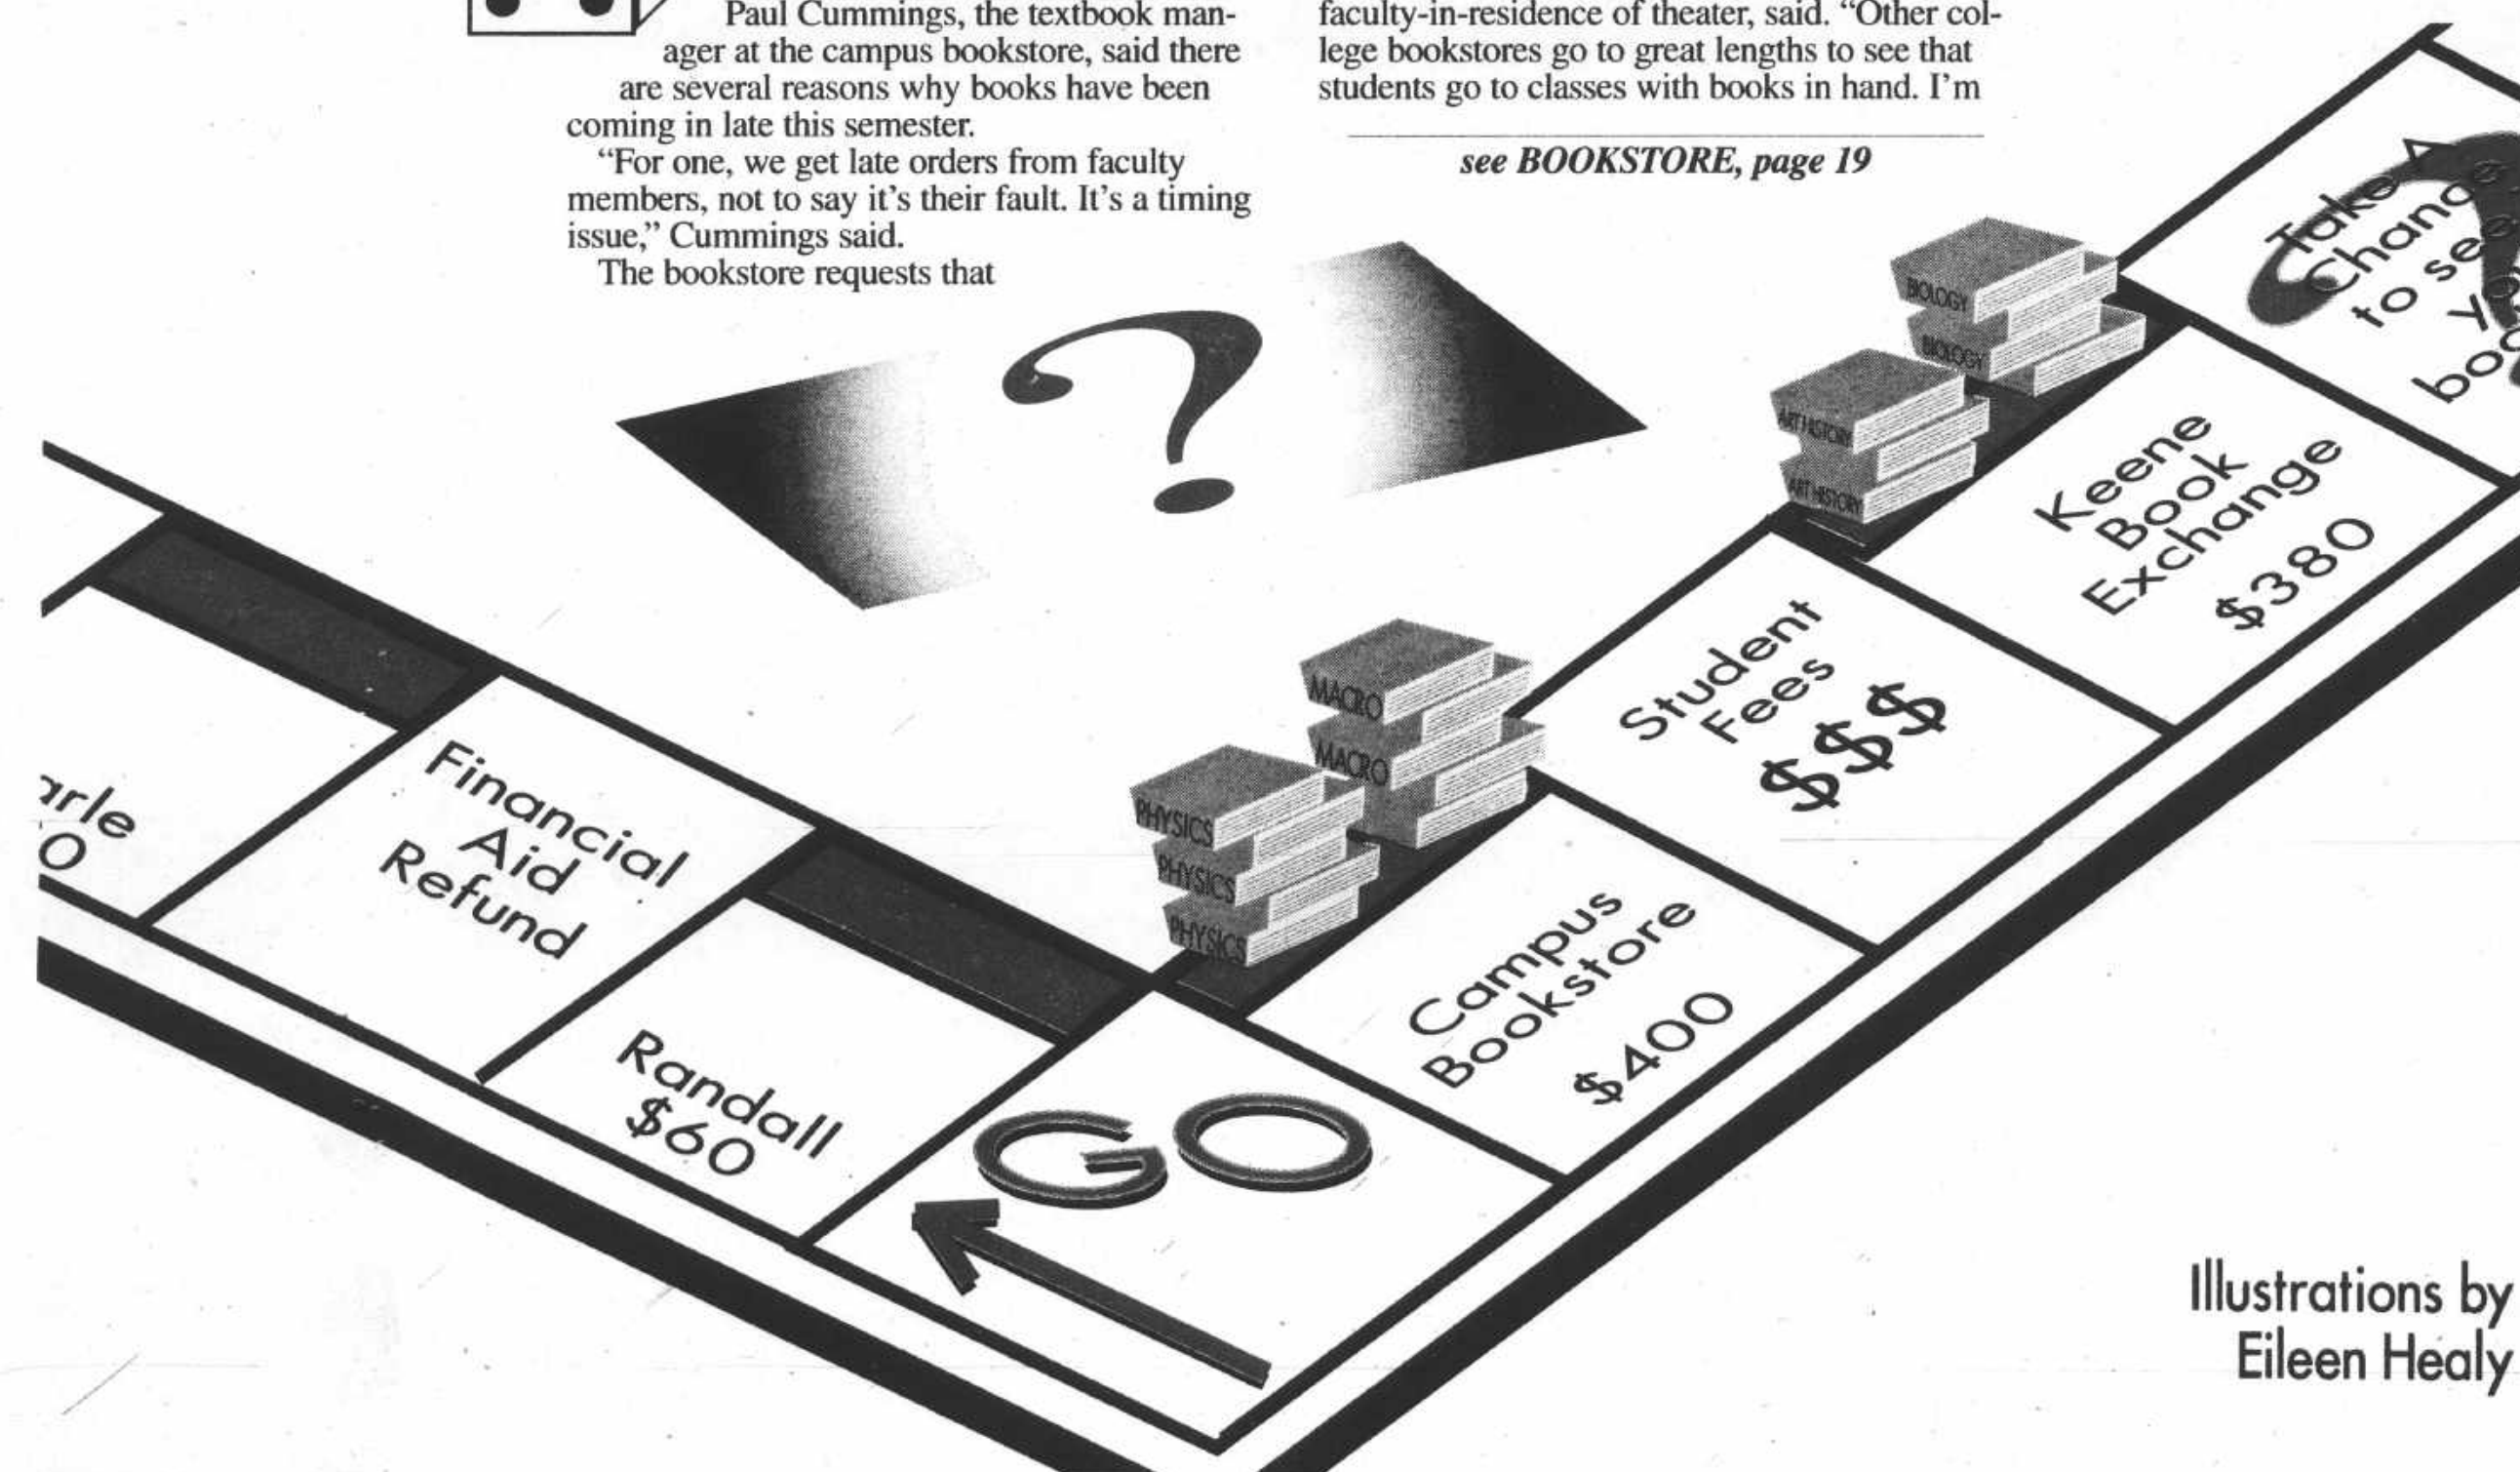 Paul Cummings, the textbook man-
ager at the campus bookstore, said there
are several reasons why books have been
coming in late this semester.
“For one, we get late orders from faculty
members, not to say it's their fault. It's a timing
issue,” Cummings said.
The bookstore requests that
faculty-in-residence of theater, said. “Other col-
lege bookstores go to great lengths to see that
students go to classes with books in hand. I'm
see BOOKSTORE, page 19
Take A
Chance
to see
BIOLOGY
BIOLOGY
ART HISTORY
ART HISTORY
Keene
Book
Exchange
$380
Student
Fees
$$$
MACRO
MACRO
PHYSICS
PHYSICS
PHYSICS
Campus
Bookstore
$400
Financial
Aid
Refund
Randall
$60
GO
Illustrations by
Eileen Healy